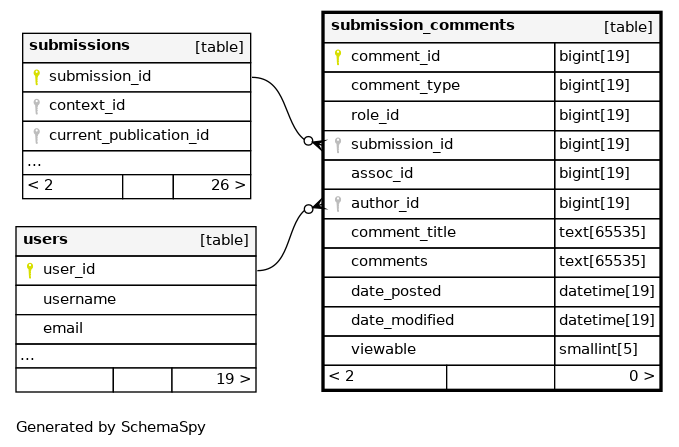 submissions [table]
submission_id
context_id
current_publication_id
...
< 2 26 >
users [table]
user_id
username
email
...
19 >
submission_comments [table]
comment_id bigint[19]
comment_type bigint[19]
role_id bigint[19]
submission_id bigint[19]
assoc_id bigint[19]
author_id bigint[19]
comment_title text[65535]
comments text[65535]
date_posted datetime[19]
date_modified datetime[19]
viewable smallint[5]
< 2 0 >
Generated by SchemaSpy